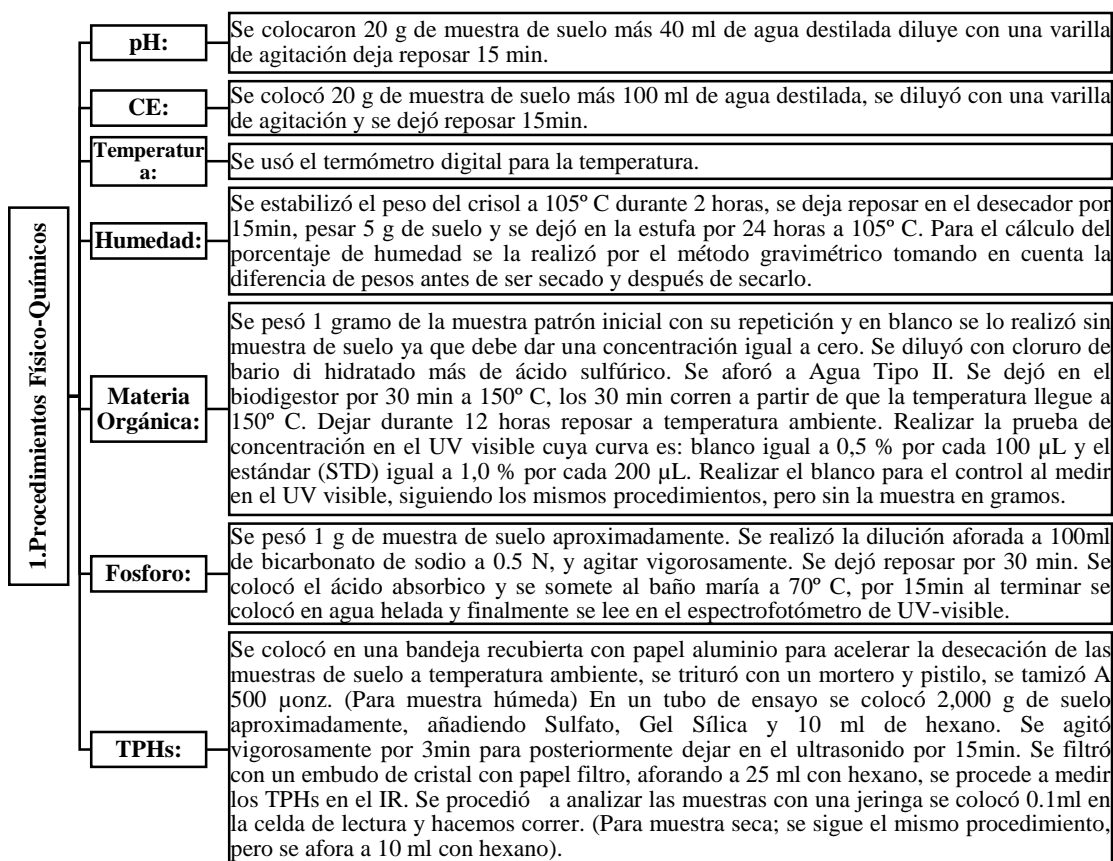 1.Procedimientos Físico-Químicos
pH:
Se colocaron 20 g de muestra de suelo más 40 ml de agua destilada diluye con una varilla
de agitación deja reposar 15 min.
CE:
Se colocó 20 g de muestra de suelo más 100 ml de agua destilada, se diluyó con una varilla
de agitación y se dejó reposar 15min.
Temperatur
a:
Se usó el termómetro digital para la temperatura.
Humedad:
Se estabilizó el peso del crisol a 105º C durante 2 horas, se deja reposar en el desecador por
15min, pesar 5 g de suelo y se dejó en la estufa por 24 horas a 105º C. Para el cálculo del
porcentaje de humedad se la realizó por el método gravimétrico tomando en cuenta la
diferencia de pesos antes de ser secado y después de secarlo.
Materia
Orgánica:
Se pesó 1 gramo de la muestra patrón inicial con su repetición y en blanco se lo realizó sin
muestra de suelo ya que debe dar una concentración igual a cero. Se diluyó con cloruro de
bario di hidratado más de ácido sulfúrico. Se aforó a Agua Tipo II. Se dejó en el
biodigestor por 30 min a 150º C, los 30 min corren a partir de que la temperatura llegue a
150º C. Dejar durante 12 horas reposar a temperatura ambiente. Realizar la prueba de
concentración en el UV visible cuya curva es: blanco igual a 0,5 % por cada 100 µL y el
estándar (STD) igual a 1,0 % por cada 200 µL. Realizar el blanco para el control al medir
en el UV visible, siguiendo los mismos procedimientos, pero sin la muestra en gramos.
Fosforo:
Se pesó 1 g de muestra de suelo aproximadamente. Se realizó la dilución aforada a 100ml
de bicarbonato de sodio a 0.5 N, y agitar vigorosamente. Se dejó reposar por 30 min. Se
colocó el ácido absorbico y se somete al baño maría a 70º C, por 15min al terminar se
colocó en agua helada y finalmente se lee en el espectrofotómetro de UV-visible.
TPHs:
Se colocó en una bandeja recubierta con papel aluminio para acelerar la desecación de las
muestras de suelo a temperatura ambiente, se trituró con un mortero y pistilo, se tamizó A
500 µonz. (Para muestra húmeda) En un tubo de ensayo se colocó 2,000 g de suelo
aproximadamente, añadiendo Sulfato, Gel Sílica y 10 ml de hexano. Se agitó
vigorosamente por 3min para posteriormente dejar en el ultrasonido por 15min. Se filtró
con un embudo de cristal con papel filtro, aforando a 25 ml con hexano, se procede a medir
los TPHs en el IR. Se procedió a analizar las muestras con una jeringa se colocó 0.1ml en
la celda de lectura y hacemos correr. (Para muestra seca; se sigue el mismo procedimiento,
pero se afora a 10 ml con hexano).